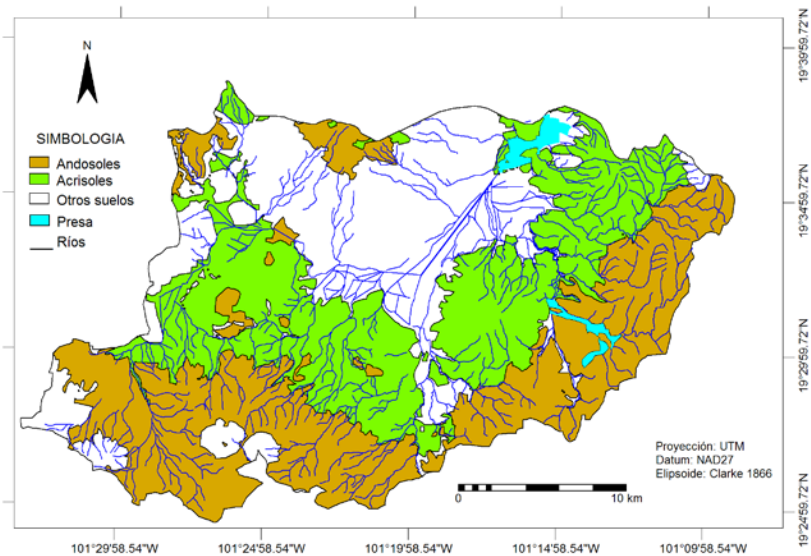 N
SIMBOLOGIA
Andosoles
Acrisoles
Otros suelos
Presa
Ríos
19°39'59.72"N
19°34'59.72"N
19°29'59.72"N
19°24'59.72"N
Proyección: UTM
Datum: NAD27
Elipsoide: Clarke 1866
0 10 km
101°29'58.54"W 101°24'58.54"W 101°19'58.54"W 101°14'58.54"W 101°09'58.54"W